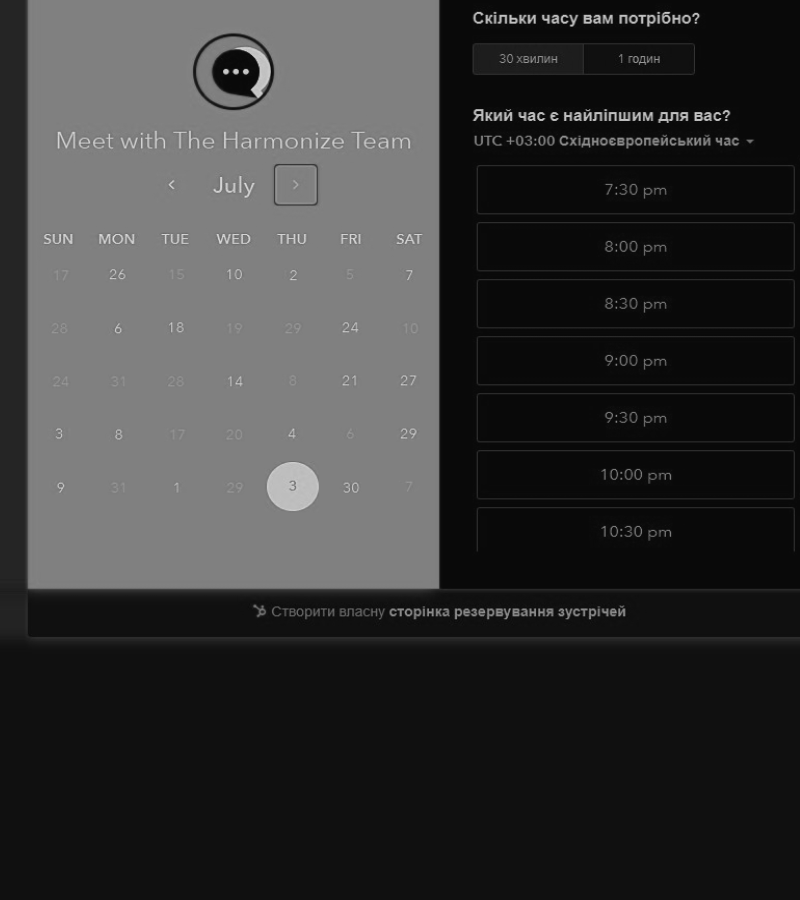 Meet with The Harmonize Team
July
SUN MON TUE WED THU FRI SAT
17 26 15 10 2 5 7
28 6 18 19 29 24 10
24 31 28 14 8 21 27
3 8 17 20 4 6 29
9 31 1 29 3 30 7
Скільки часу вам потрібно?
30 хвилин 1 годин
Який час є найліпшим для вас?
UTC +03:00 Східноєвропейський час
7:30 pm
8:00 pm
8:30 pm
9:00 pm
9:30 pm
10:00 pm
10:30 pm
Створити власну сторінка резервування зустрічей